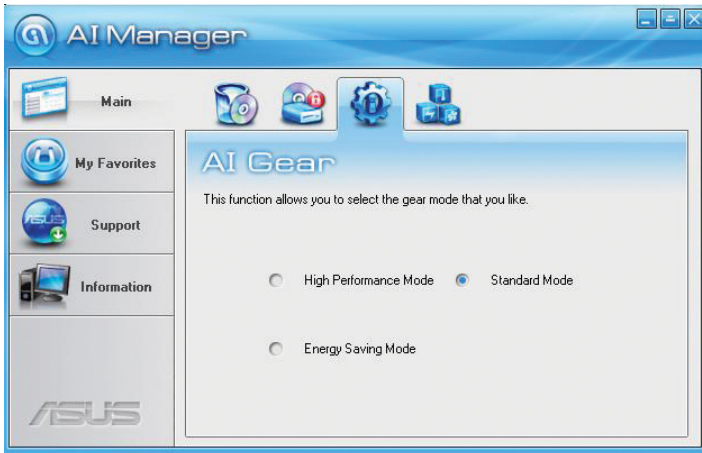 AI Manager
Main
My Favorites
Support
Information
ASUS
AI Gear
This function allows you to select the gear mode that you like.
High Performance Mode
Standard Mode
Energy Saving Mode
ASUS